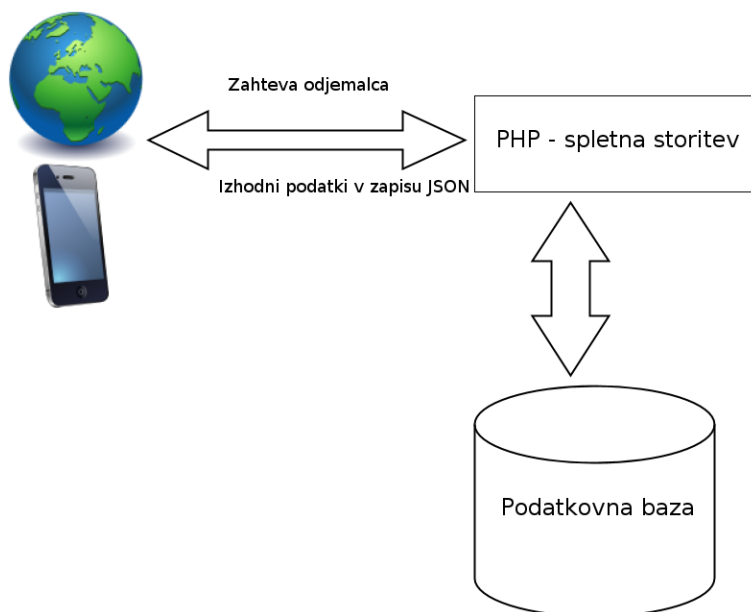 Zahteva odjemalca
PHP - spletna storitev
Izhodni podatki v zapisu JSON
Podatkovna baza